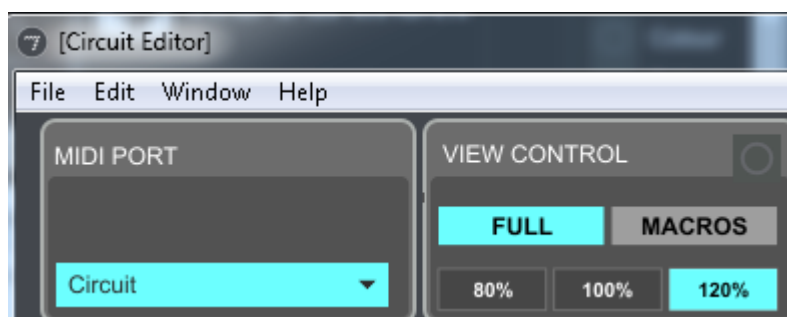 [Circuit Editor]
File Edit Window Help
MIDI PORT
VIEW CONTROL
FULL MACROS
Circuit
80% 100% 120%